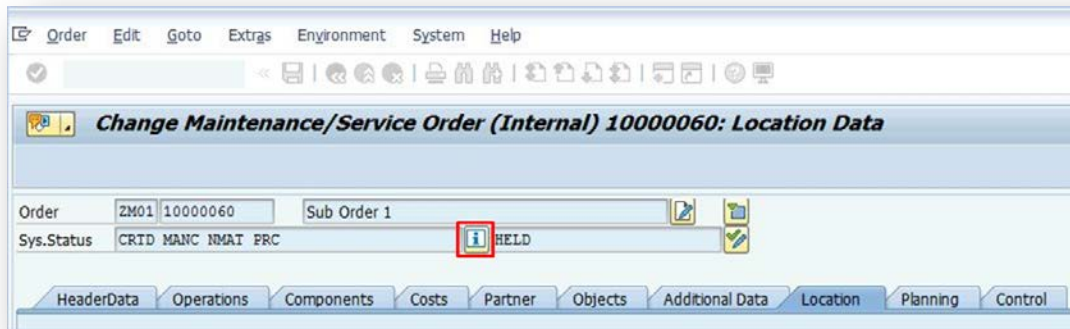 Order Edit Goto Extras Environment System Help
Change Maintenance/Service Order (Internal) 10000060: Location Data
Order ZM01 10000060 Sub Order 1
Sys.Status CRTD MANC NMAT PRC HELD
HeaderData Operations Components Costs Partner Objects Additional Data Location Planning Control